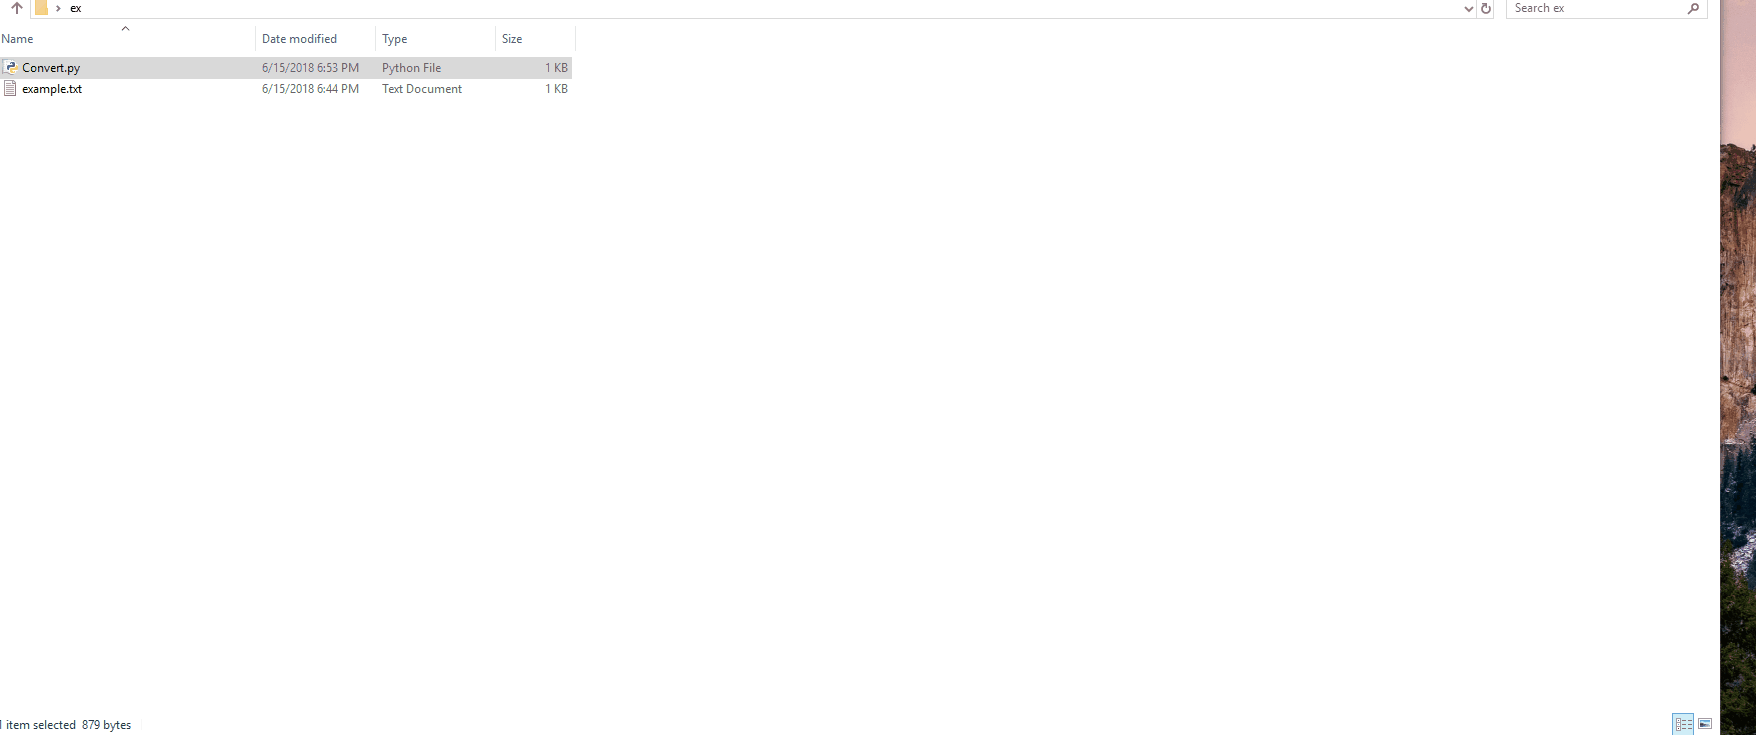 ex
Search ex
Name Date modified Type Size
Convert.py 6/15/2018 6:53 PM Python File 1 KB
example.txt 6/15/2018 6:44 PM Text Document 1 KB
1 item selected 879 bytes